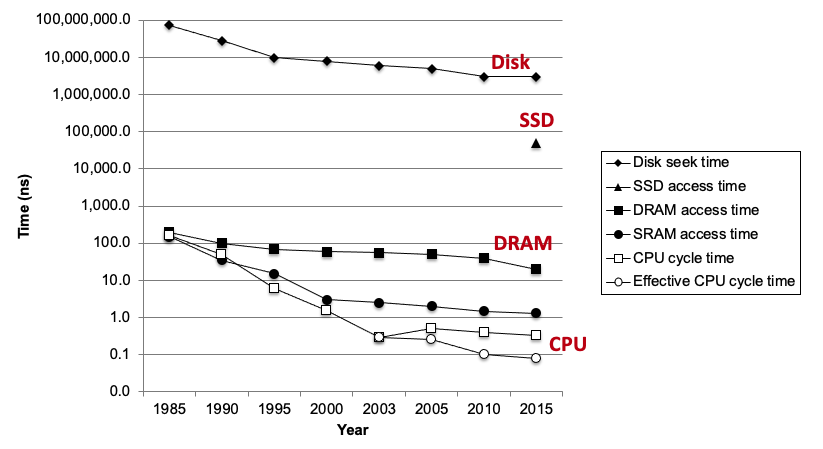 100,000,000.0
10,000,000.0
1,000,000.0
100,000.0
10,000.0
1,000.0
100.0
10.0
1.0
0.1
0.0
Time (ns)
Disk
SSD
DRAM
CPU
1985 1990 1995 2000 2003 2005 2010 2015
Year
Disk seek time
SSD access time
DRAM access time
SRAM access time
CPU cycle time
Effective CPU cycle time